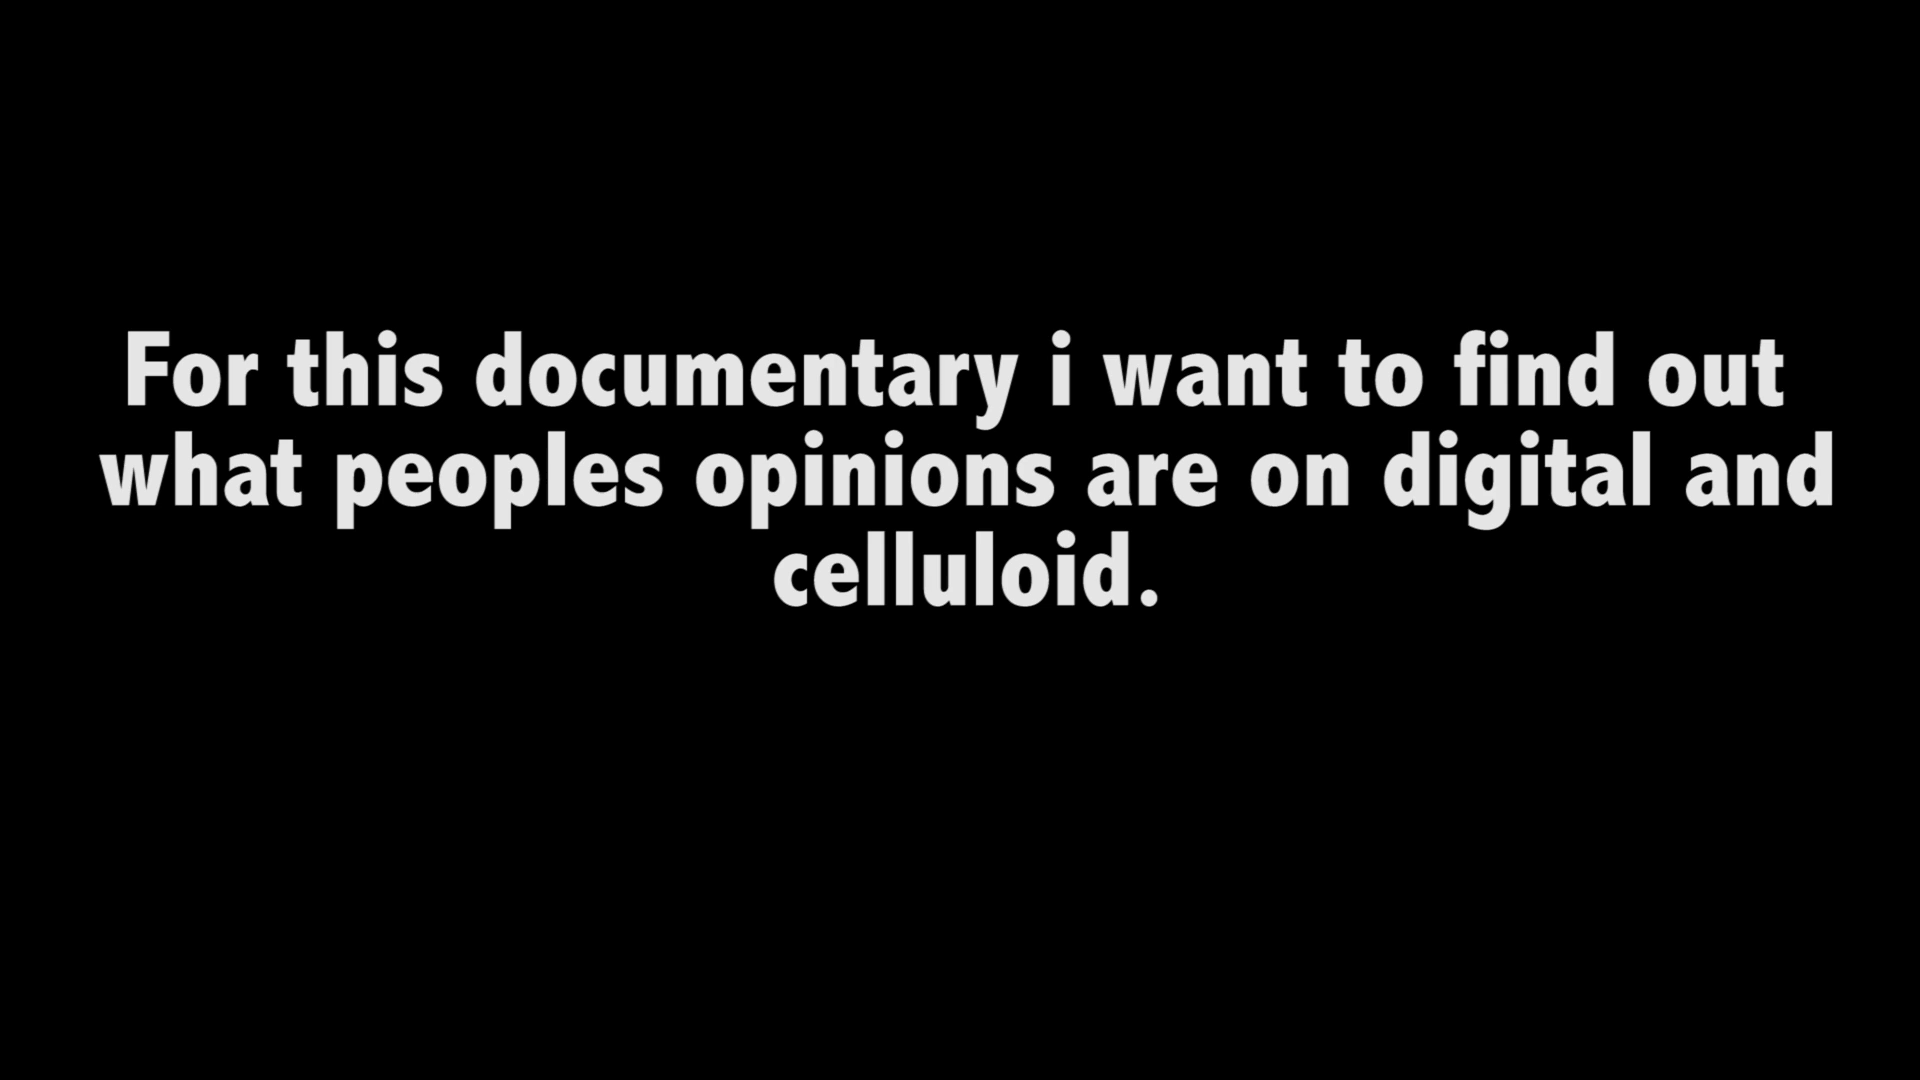 For this documentary i want to find out
what peoples opinions are on digital and
celluloid.